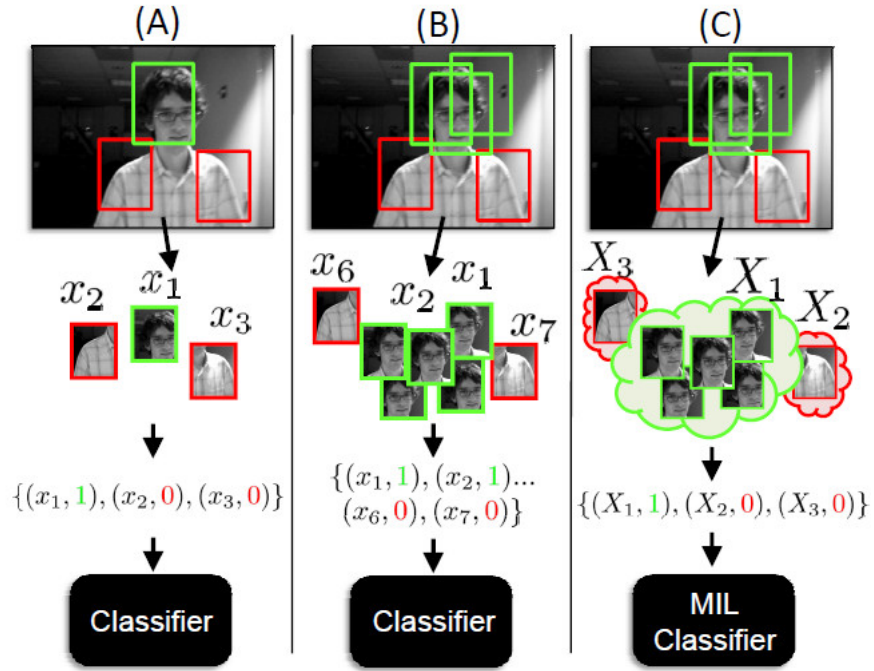 (A)
x₂ x₁ x₃
{(x₁, 1), (x₂, 0), (x₃, 0)}
Classifier
(B)
x₆ x₂ x₁ x₇
{(x₁, 1), (x₂, 1)...
(x₆, 0), (x₇, 0)}
Classifier
(C)
X₃ X₁ X₂
{(X₁, 1), (X₂, 0), (X₃, 0)}
MIL
Classifier